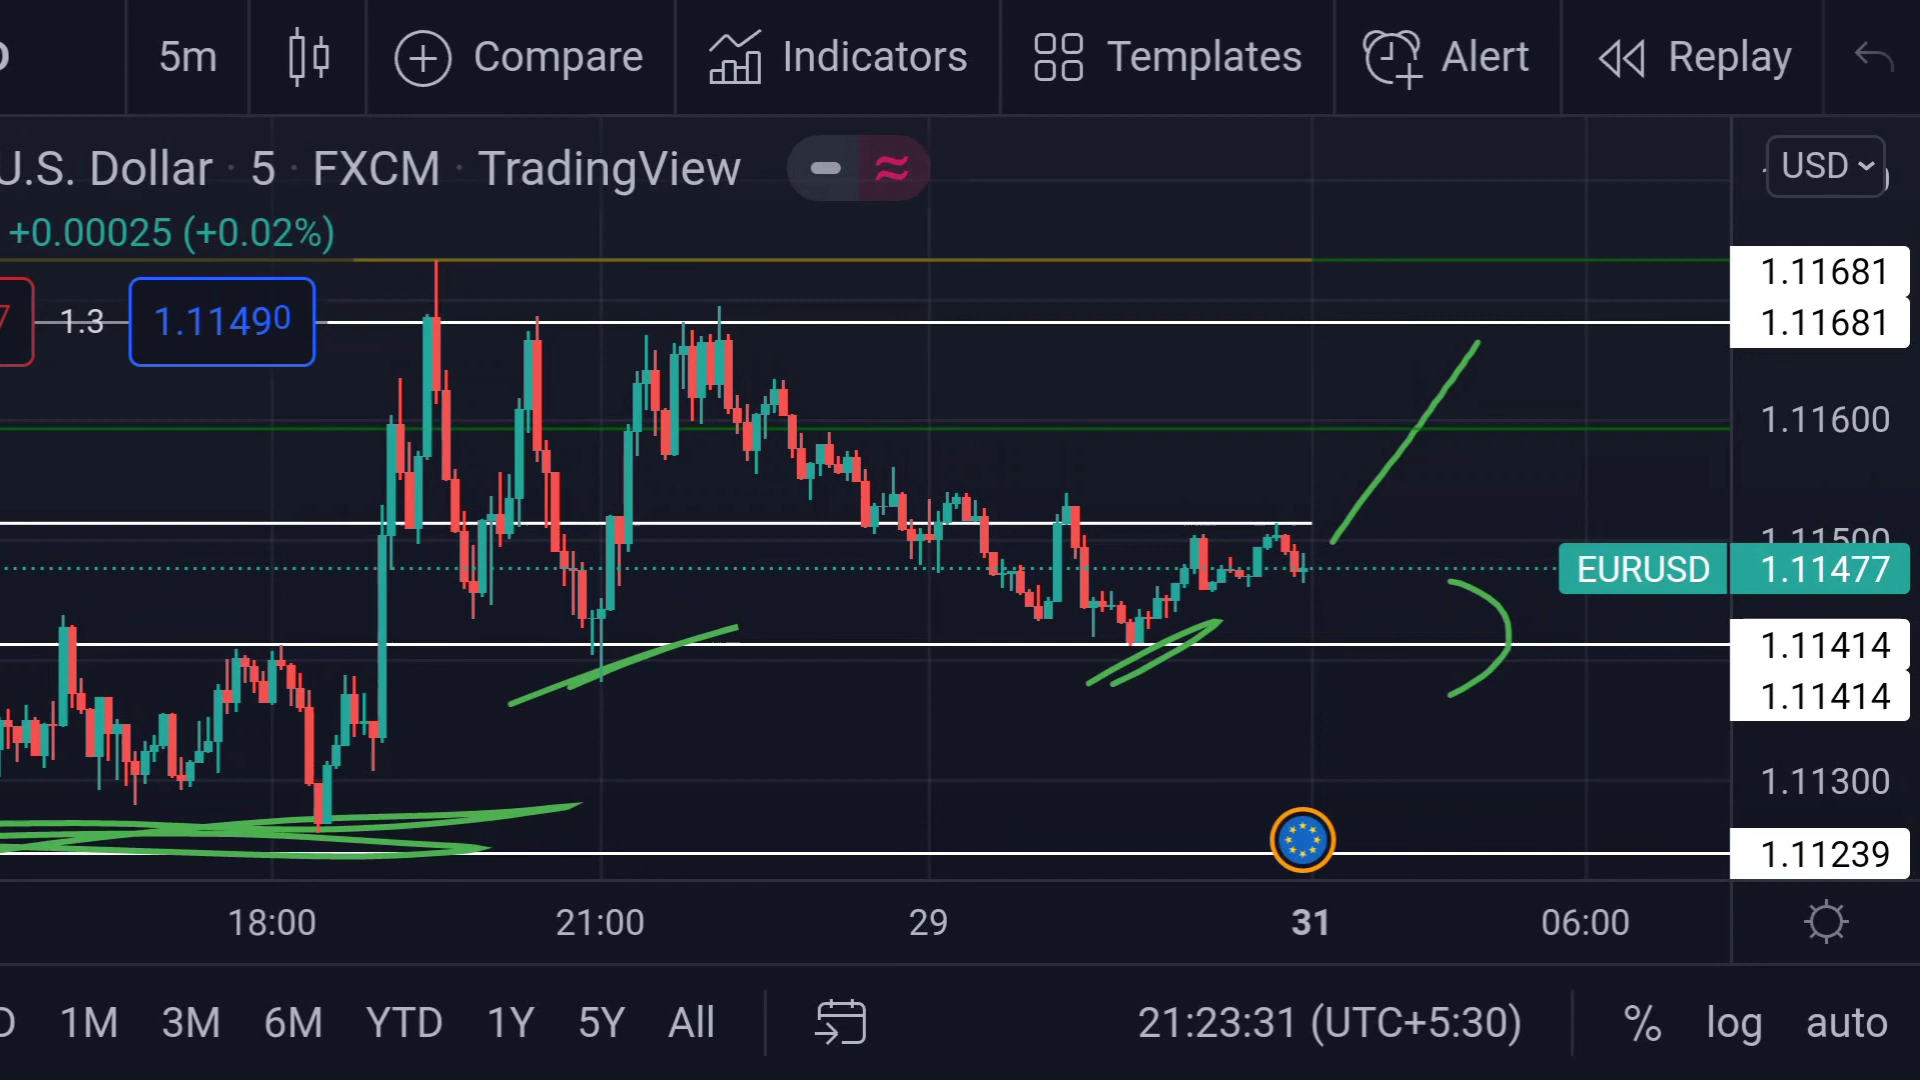 5m Compare Indicators Templates Alert Replay
U.S. Dollar · 5 · FXCM · TradingView
USD
+0.00025 (+0.02%)
1.11681
7 1.3 1.11490
1.11681
1.11600
1.11500
EURUSD 1.11477
1.11414
1.11414
1.11300
1.11239
18:00 21:00 29 31 06:00
D 1M 3M 6M YTD 1Y 5Y All 21:23:31 (UTC+5:30) % log auto